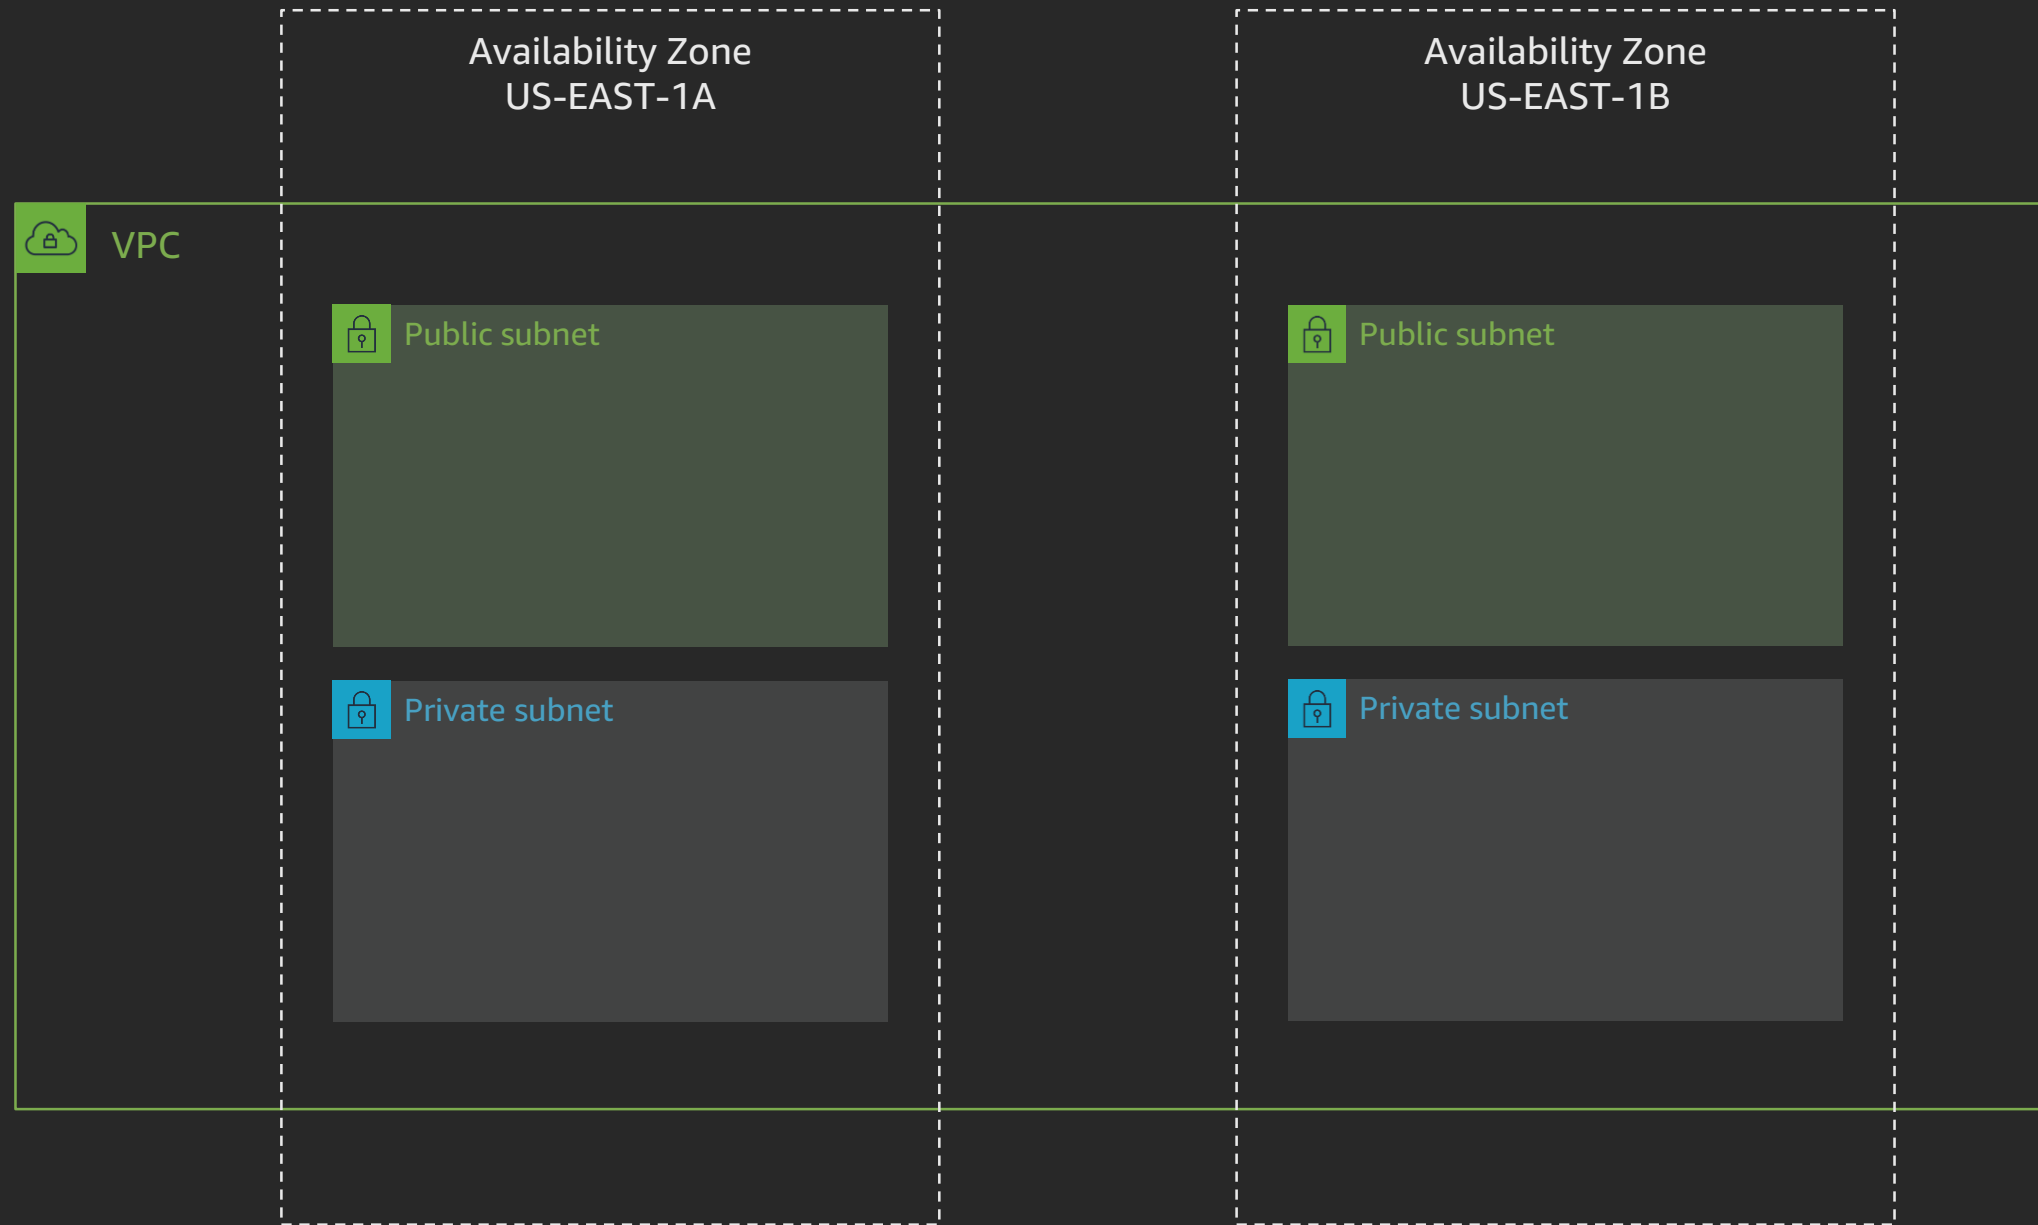 Availability Zone
US-EAST-1A
Availability Zone
US-EAST-1B
VPC
Public subnet
Public subnet
Private subnet
Private subnet